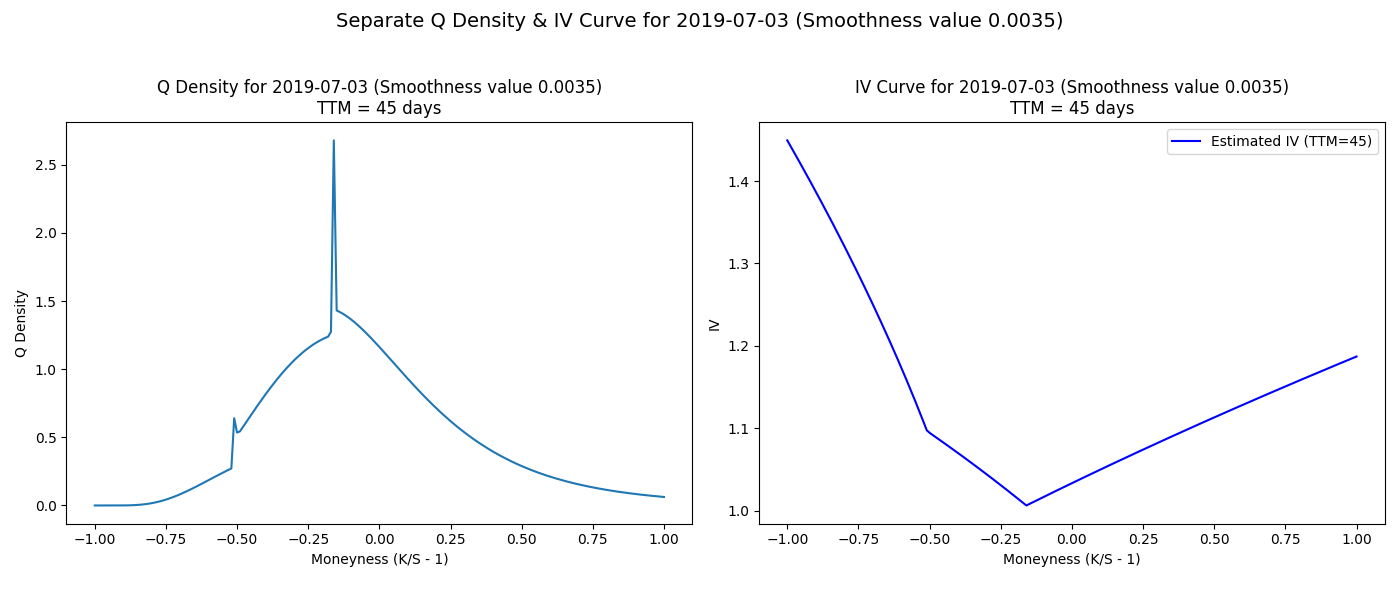 Separate Q Density & IV Curve for 2019-07-03 (Smoothness value 0.0035)
Q Density for 2019-07-03 (Smoothness value 0.0035)
TTM = 45 days
2.5
2.0
1.5
1.0
0.5
0.0
Q Density
−1.00 −0.75 −0.50 −0.25 0.00 0.25 0.50 0.75 1.00
Moneyness (K/S - 1)
IV Curve for 2019-07-03 (Smoothness value 0.0035)
TTM = 45 days
Estimated IV (TTM=45)
1.4
1.3
1.2
1.1
1.0
IV
−1.00 −0.75 −0.50 −0.25 0.00 0.25 0.50 0.75 1.00
Moneyness (K/S - 1)